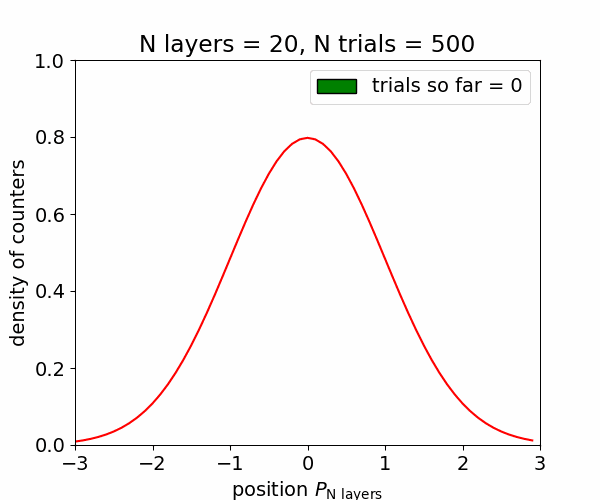 N layers = 20, N trials = 500
trials so far = 0
density of counters
1.0
0.8
0.6
0.4
0.2
0.0
−3 −2 −1 0 1 2 3
position P_N layers